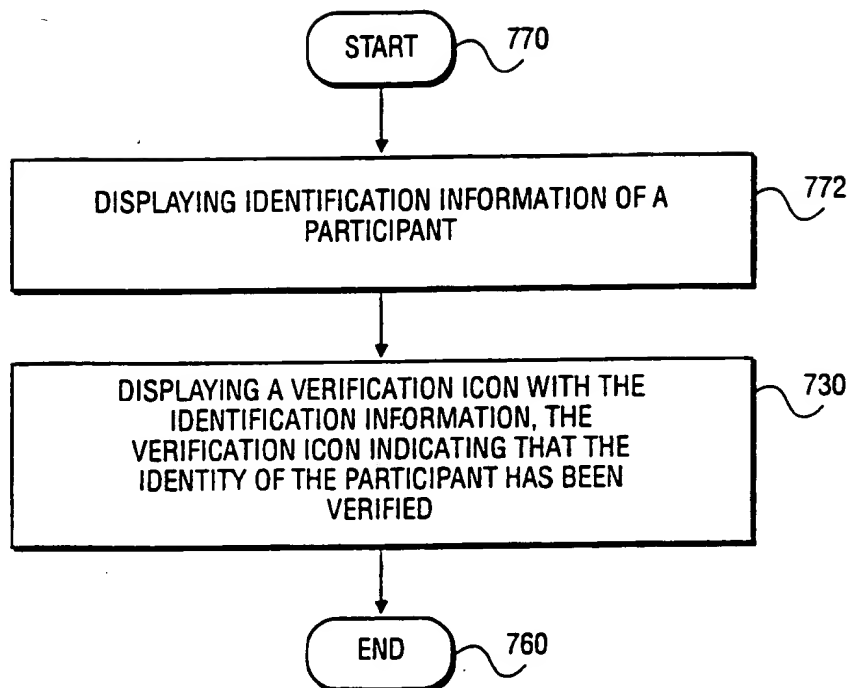 START
770
DISPLAYING IDENTIFICATION INFORMATION OF A
PARTICIPANT
772
DISPLAYING A VERIFICATION ICON WITH THE
IDENTIFICATION INFORMATION, THE
VERIFICATION ICON INDICATING THAT THE
IDENTITY OF THE PARTICIPANT HAS BEEN
VERIFIED
730
END
760